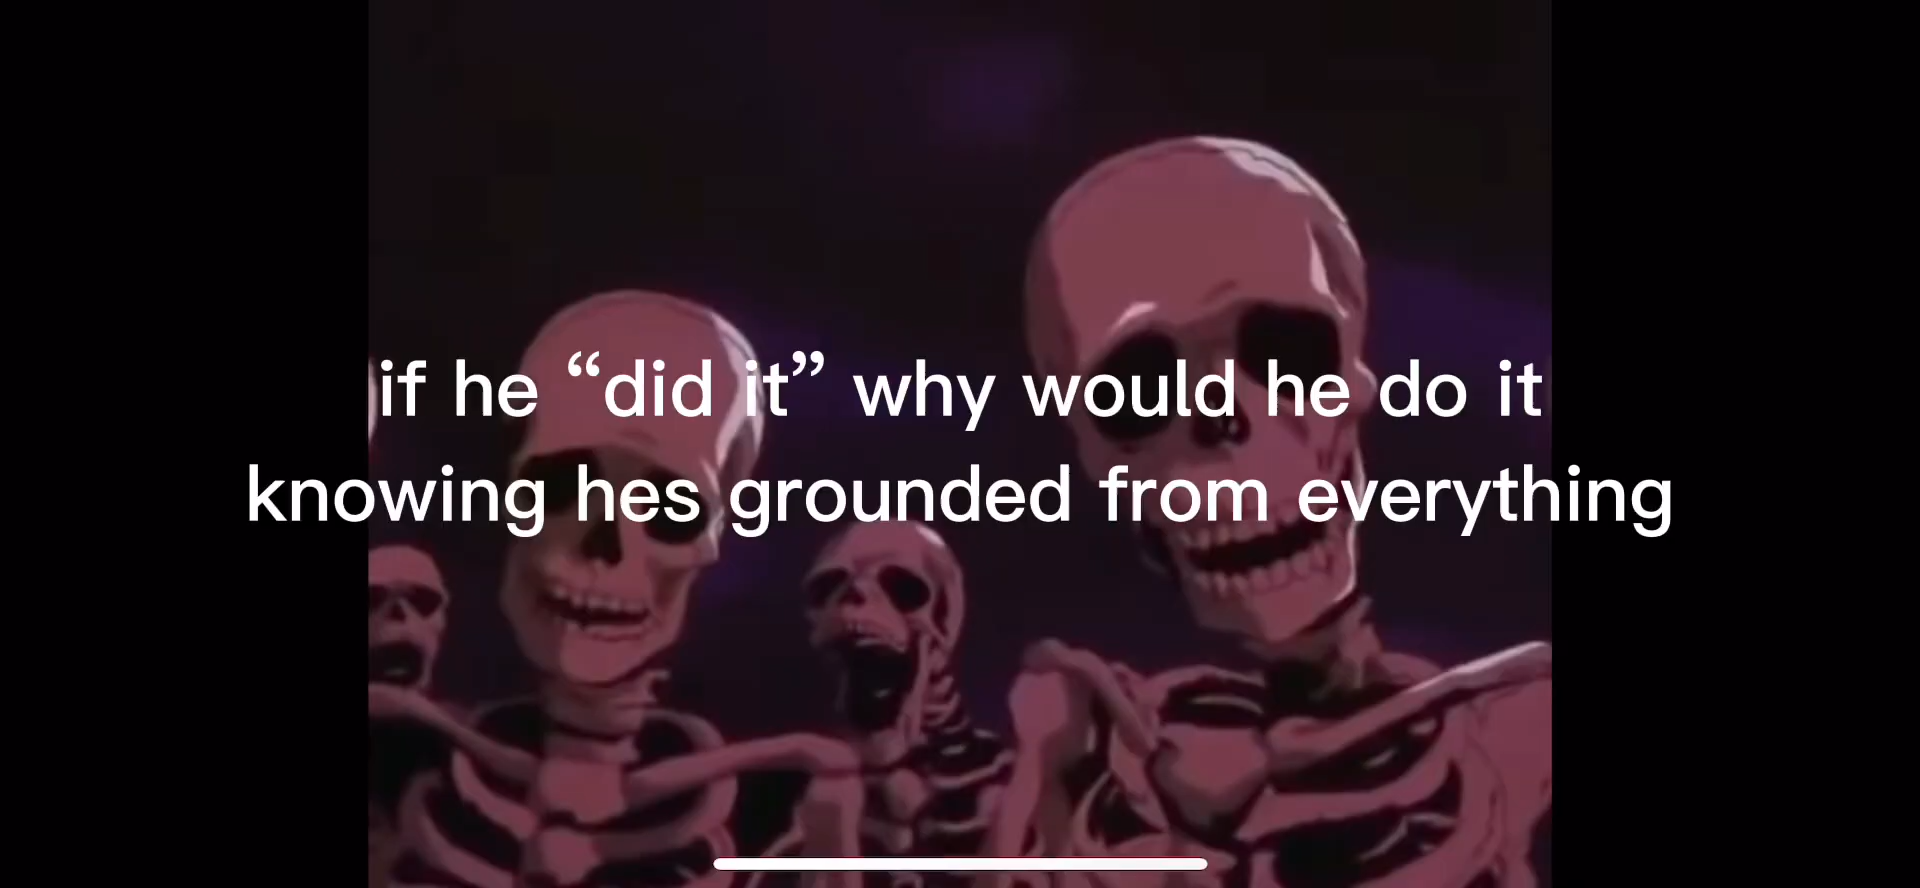 if he “did it” why would he do it
knowing hes grounded from everything